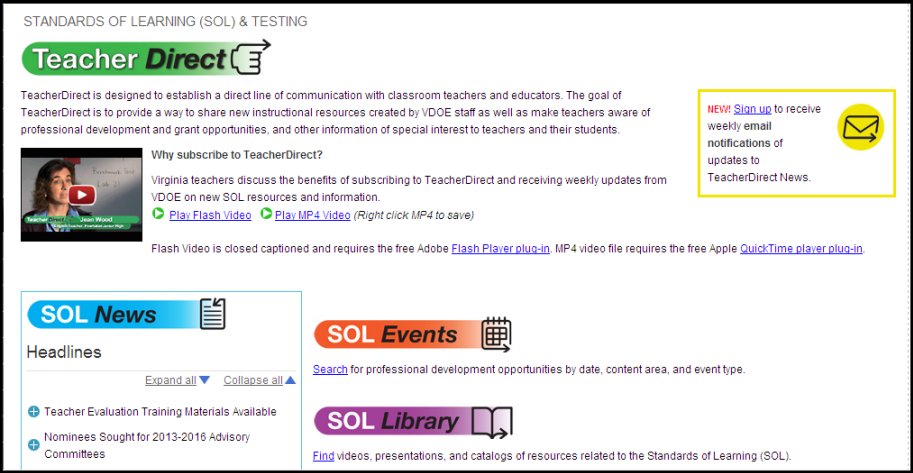 STANDARDS OF LEARNING (SOL) & TESTING
Teacher Direct
TeacherDirect is designed to establish a direct line of communication with classroom teachers and educators. The goal of
TeacherDirect is to provide a way to share new instructional resources created by VDOE staff as well as make teachers aware of
professional development and grant opportunities, and other information of special interest to teachers and their students.
NEW! Sign up to receive
weekly email
notifications of
updates to
TeacherDirect News.
Benchmark Test
Teacher Direct Jean Wood
Why subscribe to TeacherDirect?
Virginia teachers discuss the benefits of subscribing to TeacherDirect and receiving weekly updates from
VDOE on new SOL resources and information.
Play Flash Video Play MP4 Video (Right click MP4 to save)
Flash Video is closed captioned and requires the free Adobe Flash Player plug-in. MP4 video file requires the free Apple QuickTime player plug-in.
SOL News
Headlines
Expand all Collapse all
Teacher Evaluation Training Materials Available
Nominees Sought for 2013-2016 Advisory
Committees
SOL Events
Search for professional development opportunities by date, content area, and event type.
SOL Library
Find videos, presentations, and catalogs of resources related to the Standards of Learning (SOL).